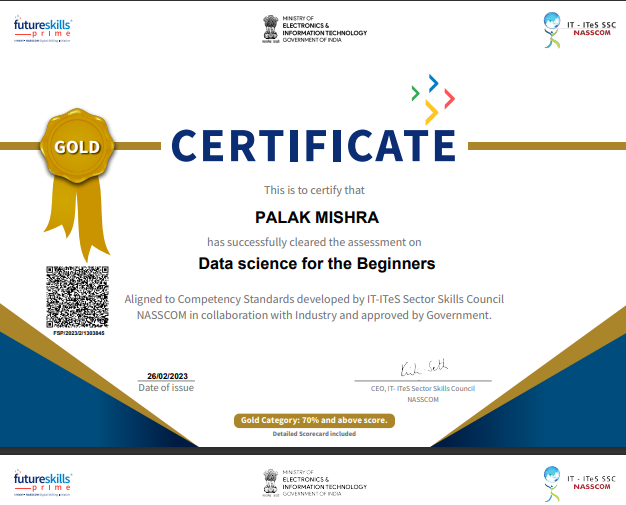 futureskills
prime
MINISTRY OF
ELECTRONICS &
INFORMATION TECHNOLOGY
GOVERNMENT OF INDIA
IT - ITeS SSC
NASSCOM
GOLD
CERTIFICATE
This is to certify that
PALAK MISHRA
has successfully cleared the assessment on
Data science for the Beginners
Aligned to Competency Standards developed by IT-ITeS Sector Skills Council
NASSCOM in collaboration with Industry and approved by Government.
FSP/2023/2/1303845
26/02/2023
Date of issue
CEO, IT- ITeS Sector Skills Council
NASSCOM
Gold Category: 70% and above score.
Detailed Scorecard included
futureskills
prime
MINISTRY OF
ELECTRONICS &
INFORMATION TECHNOLOGY
GOVERNMENT OF INDIA
IT - ITeS SSC
NASSCOM